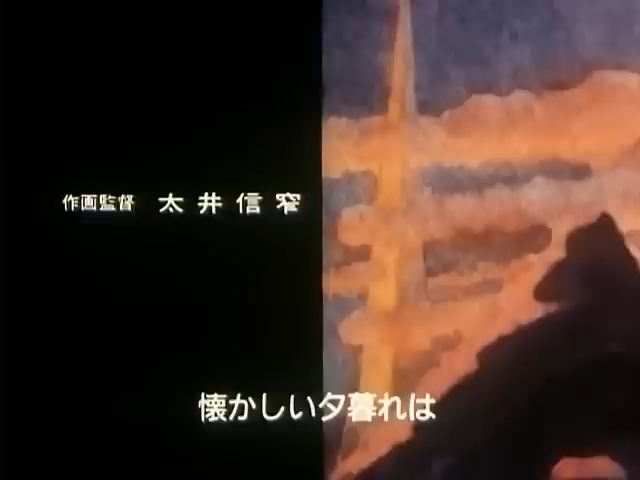 作画監督 太井信窄
懐かしい夕暮れは